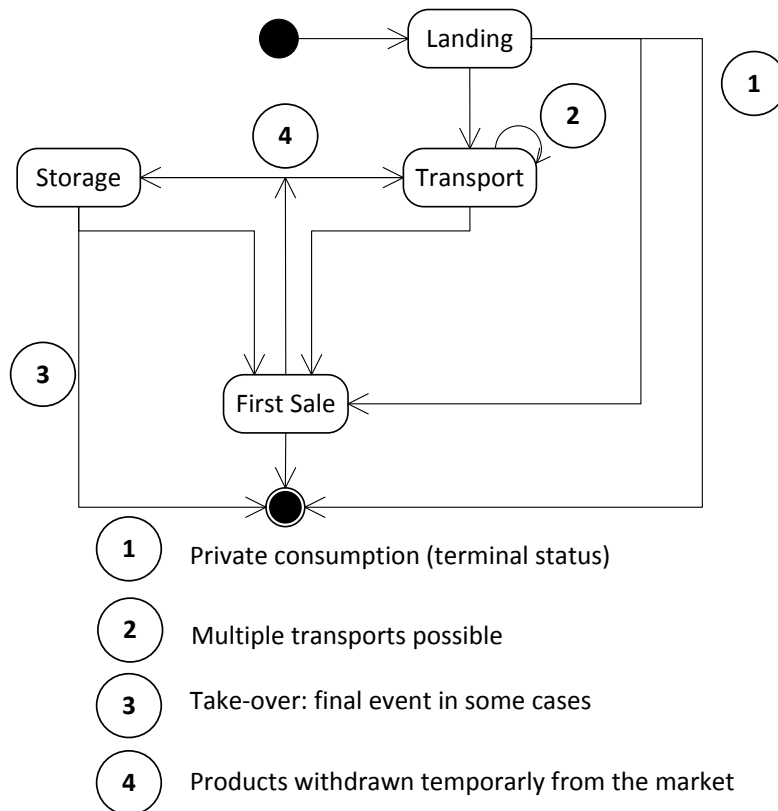 Landing
1
2
4
Storage
Transport
3
First Sale
1 Private consumption (terminal status)
2 Multiple transports possible
3 Take-over: final event in some cases
4 Products withdrawn temporarly from the market